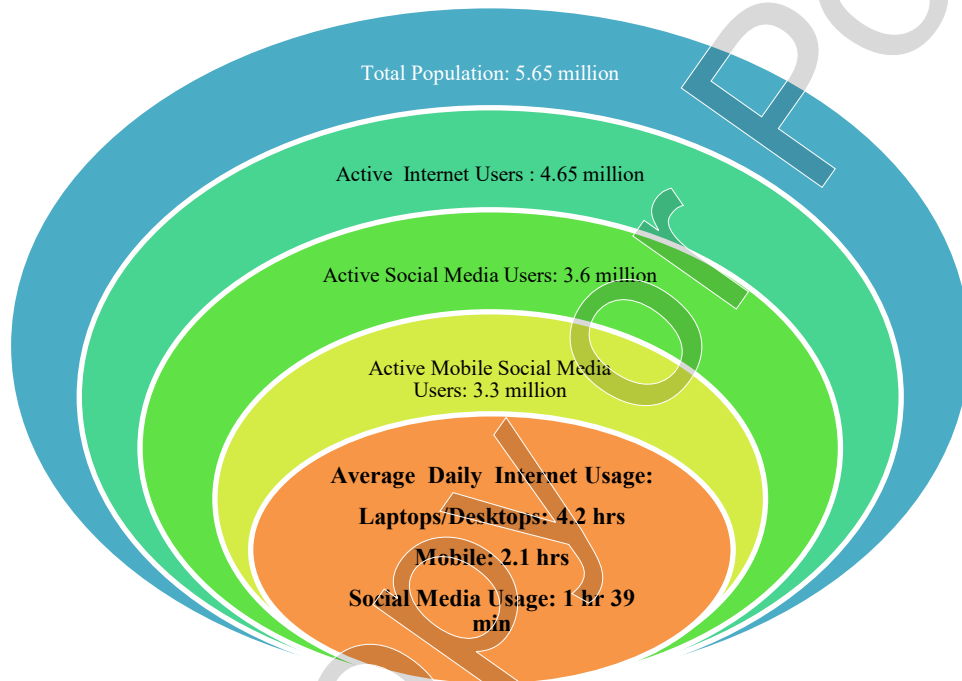 Total Population: 5.65 million
Active Internet Users : 4.65 million
Active Social Media Users: 3.6 million
Active Mobile Social Media
Users: 3.3 million
Average Daily Internet Usage:
Laptops/Desktops: 4.2 hrs
Mobile: 2.1 hrs
Social Media Usage: 1 hr 39
min